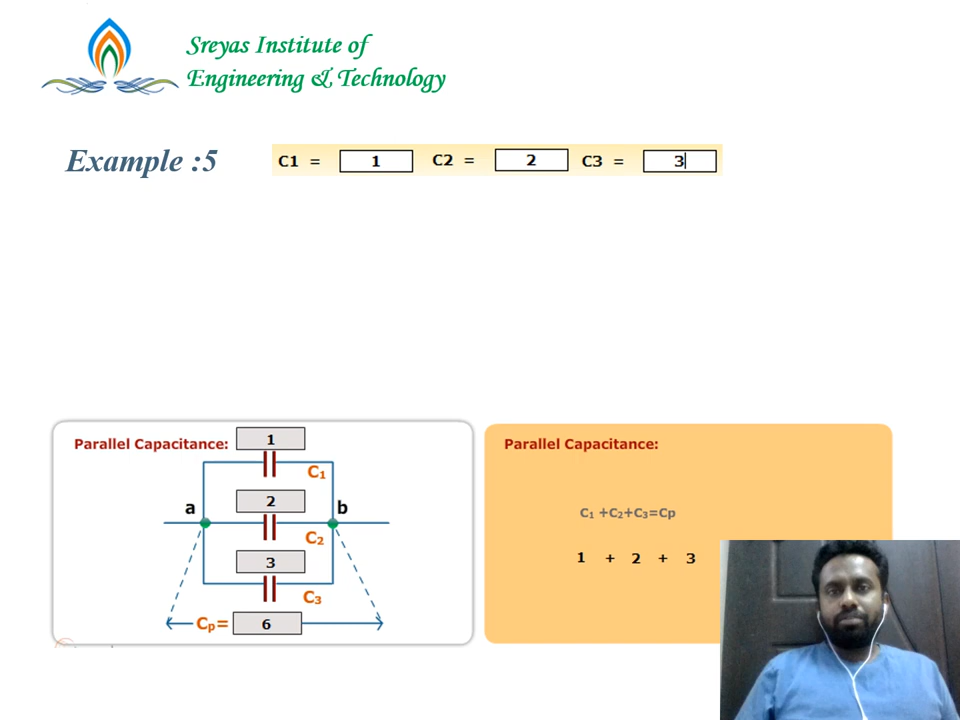 Sreyas Institute of
Engineering & Technology
Example :5
C1 = 1 C2 = 2 C3 = 3
Parallel Capacitance:
1
C1
a
2
b
C2
3
C3
Cp= 6
Parallel Capacitance:
C1 +C2+C3=Cp
1 + 2 + 3